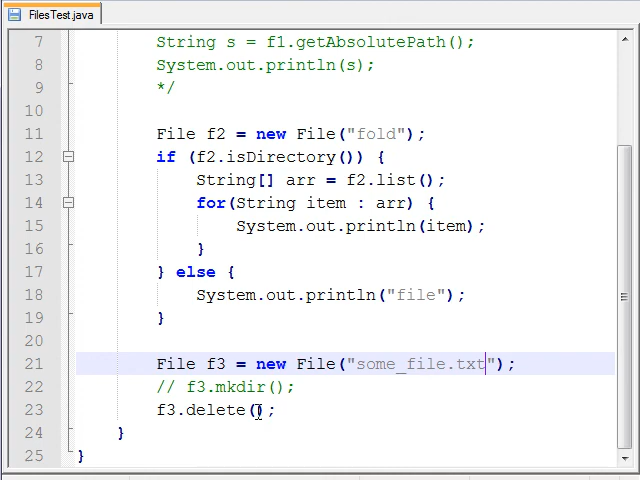 FilesTest.java
7 String s = f1.getAbsolutePath();
8 System.out.println(s);
9 */
10
11 File f2 = new File("fold");
12 if (f2.isDirectory()) {
13 String[] arr = f2.list();
14 for(String item : arr) {
15 System.out.println(item);
16 }
17 } else {
18 System.out.println("file");
19 }
20
21 File f3 = new File("some_file.txt");
22 // f3.mkdir();
23 f3.delete();
24 }
25 }